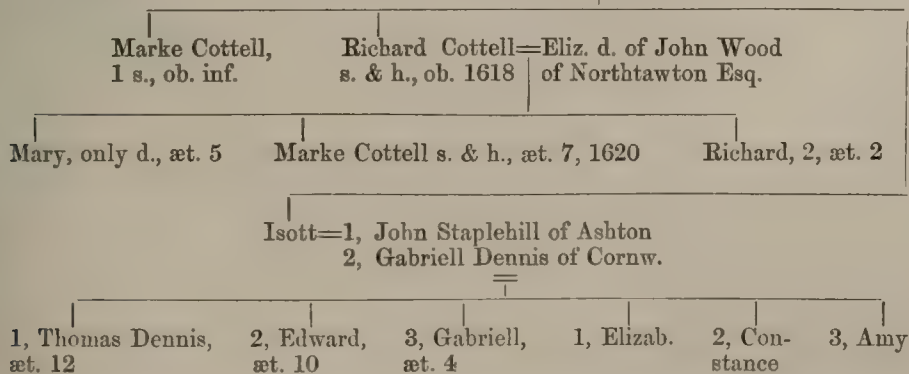 Marke Cottell, Richard Cottell=Eliz. d. of John Wood
1 s., ob. inf. s. & h., ob. 1618 of Northtawton Esq.
Mary, only d., æt. 5 Marke Cottell s. & h., æt. 7, 1620 Richard, 2, æt. 2
Isott=1, John Staplehill of Ashton
2, Gabriell Dennis of Cornw.
=
1, Thomas Dennis, 2, Edward, 3, Gabriell, 1, Elizab. 2, Con- 3, Amy
æt. 12 æt. 10 æt. 4 stance